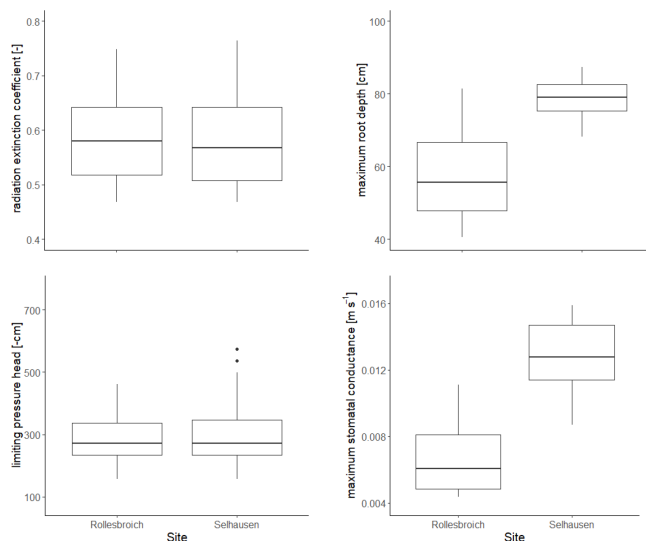 radiation extinction coefficient [-]
0.8
0.7
0.6
0.5
0.4
maximum root depth [cm]
100
80
60
40
limiting pressure head [-cm]
700
500
300
100
Rollesbroich Selhausen
Site
maximum stomatal conductance [m s⁻¹]
0.016
0.012
0.008
0.004
Rollesbroich Selhausen
Site